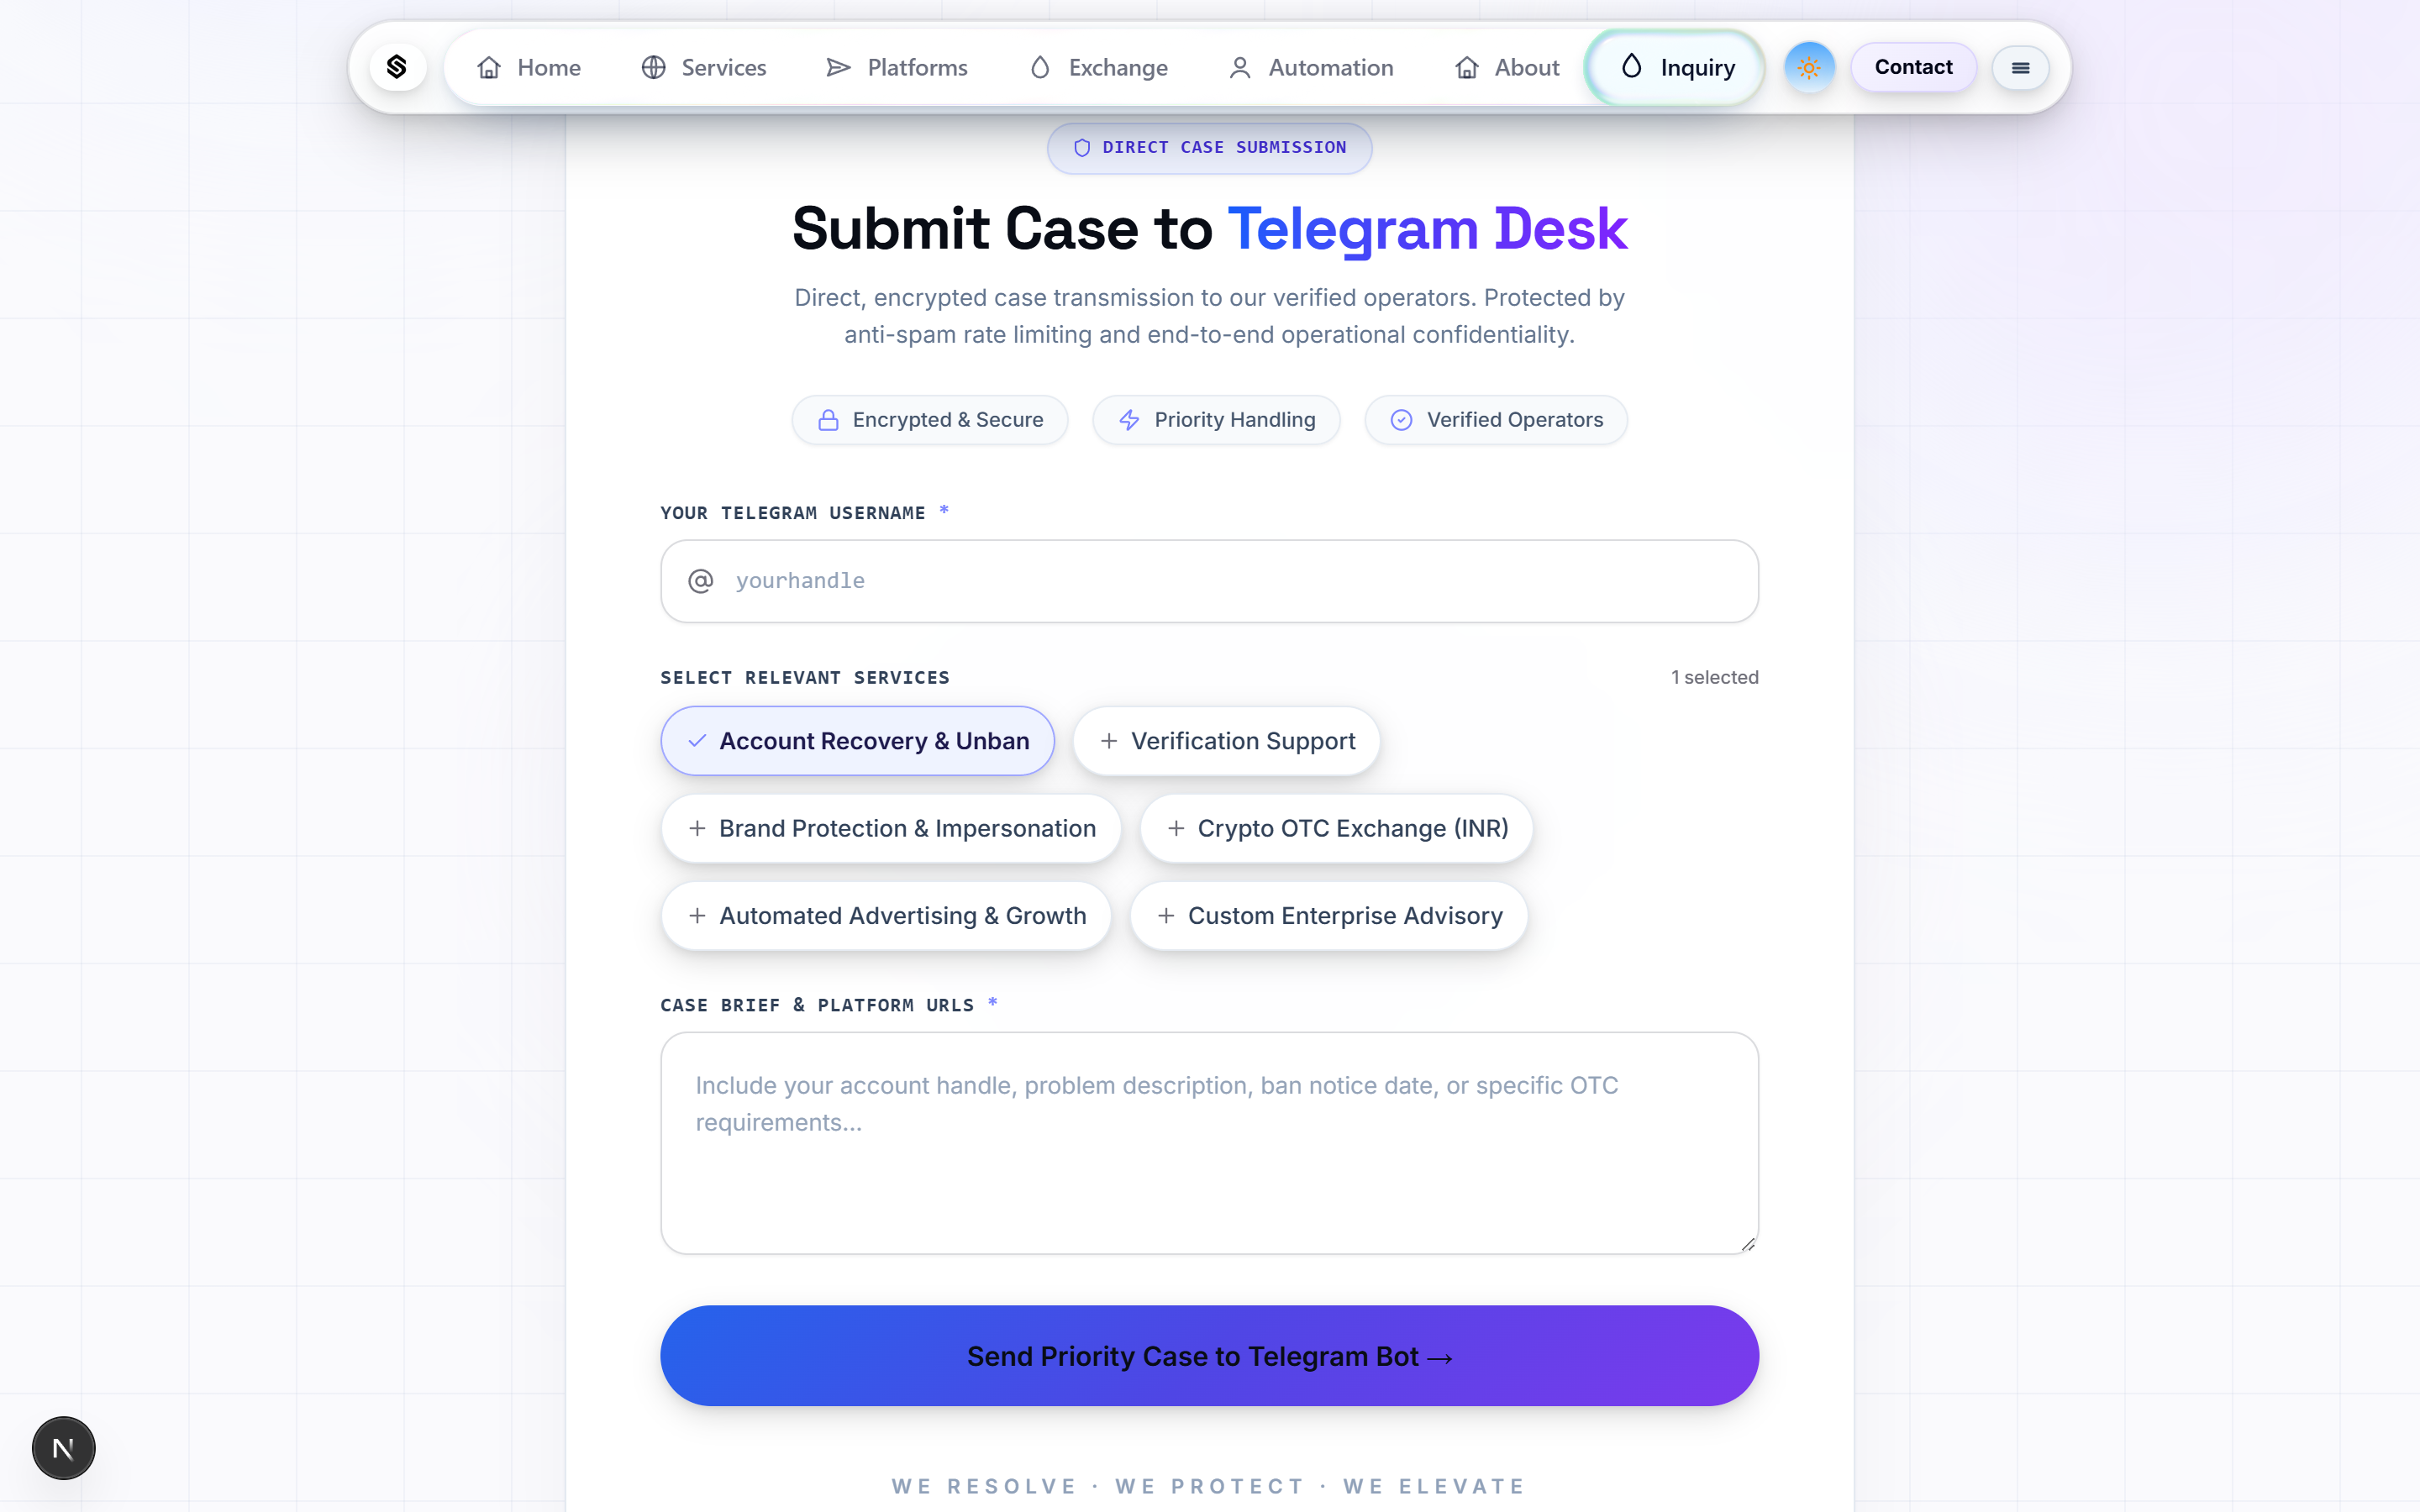 Home
Services
Platforms
Exchange
Automation
About
Inquiry
Contact
DIRECT CASE SUBMISSION
Submit Case to Telegram Desk
Direct, encrypted case transmission to our verified operators. Protected by
anti-spam rate limiting and end-to-end operational confidentiality.
Encrypted & Secure
Priority Handling
Verified Operators
YOUR TELEGRAM USERNAME *
@ yourhandle
SELECT RELEVANT SERVICES
1 selected
Account Recovery & Unban
+ Verification Support
+ Brand Protection & Impersonation
+ Crypto OTC Exchange (INR)
+ Automated Advertising & Growth
+ Custom Enterprise Advisory
CASE BRIEF & PLATFORM URLS *
Include your account handle, problem description, ban notice date, or specific OTC
requirements...
Send Priority Case to Telegram Bot →
N
WE RESOLVE · WE PROTECT · WE ELEVATE